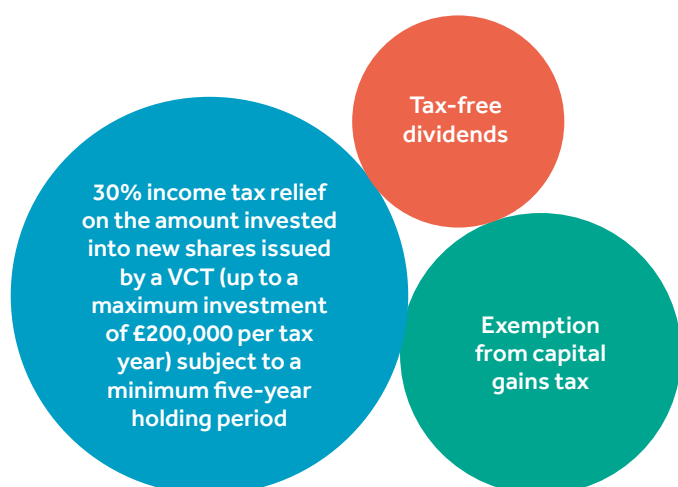 Tax-free
dividends
30% income tax relief
on the amount invested
into new shares issued
by a VCT (up to a
maximum investment
of £200,000 per tax
year) subject to a
minimum five-year
holding period
Exemption
from capital
gains tax